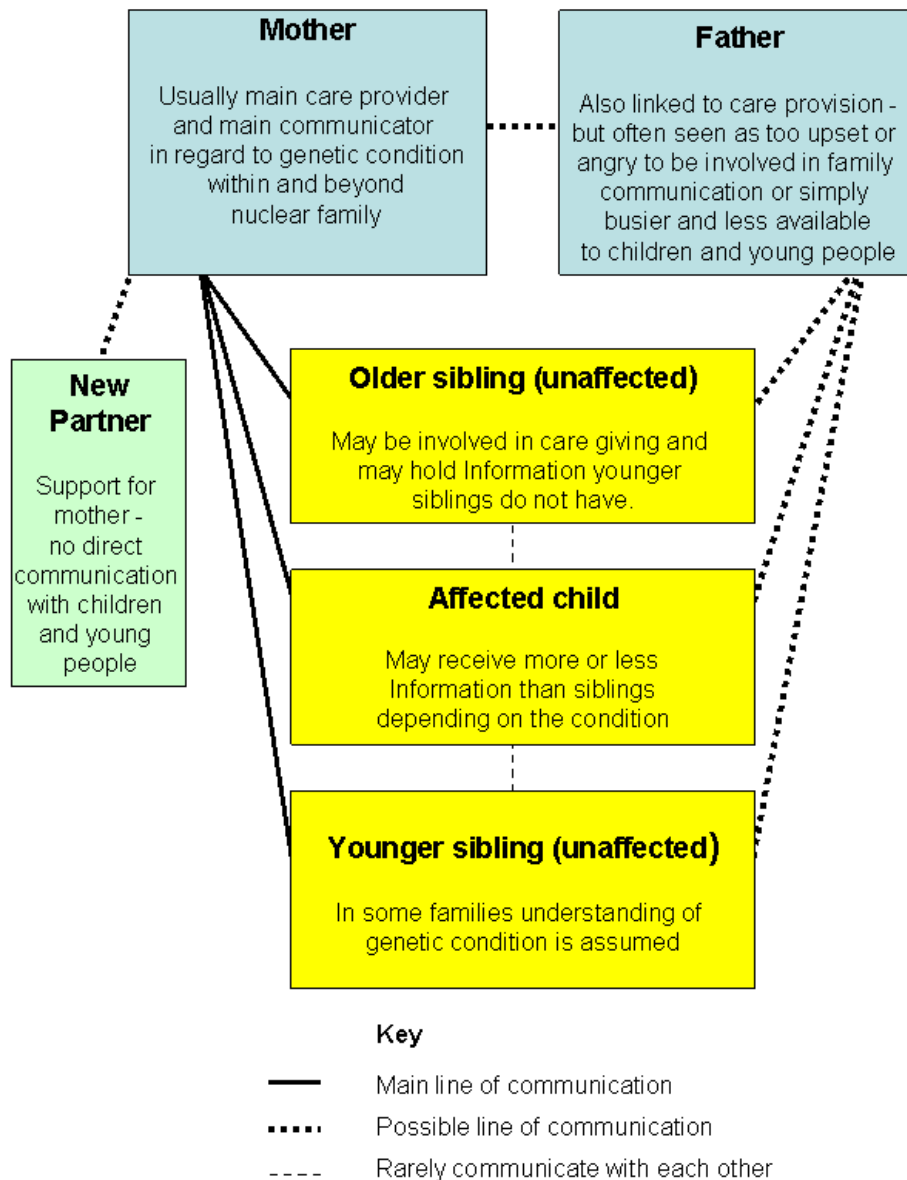 Mother
Usually main care provider
and main communicator
in regard to genetic condition
within and beyond
nuclear family
Father
Also linked to care provision -
but often seen as too upset or
angry to be involved in family
communication or simply
busier and less available
to children and young people
New
Partner
Support for
mother -
no direct
communication
with children
and young
people
Older sibling (unaffected)
May be involved in care giving and
may hold Information younger
siblings do not have.
Affected child
May receive more or less
Information than siblings
depending on the condition
Younger sibling (unaffected)
In some families understanding of
genetic condition is assumed
Key
Main line of communication
Possible line of communication
Rarely communicate with each other